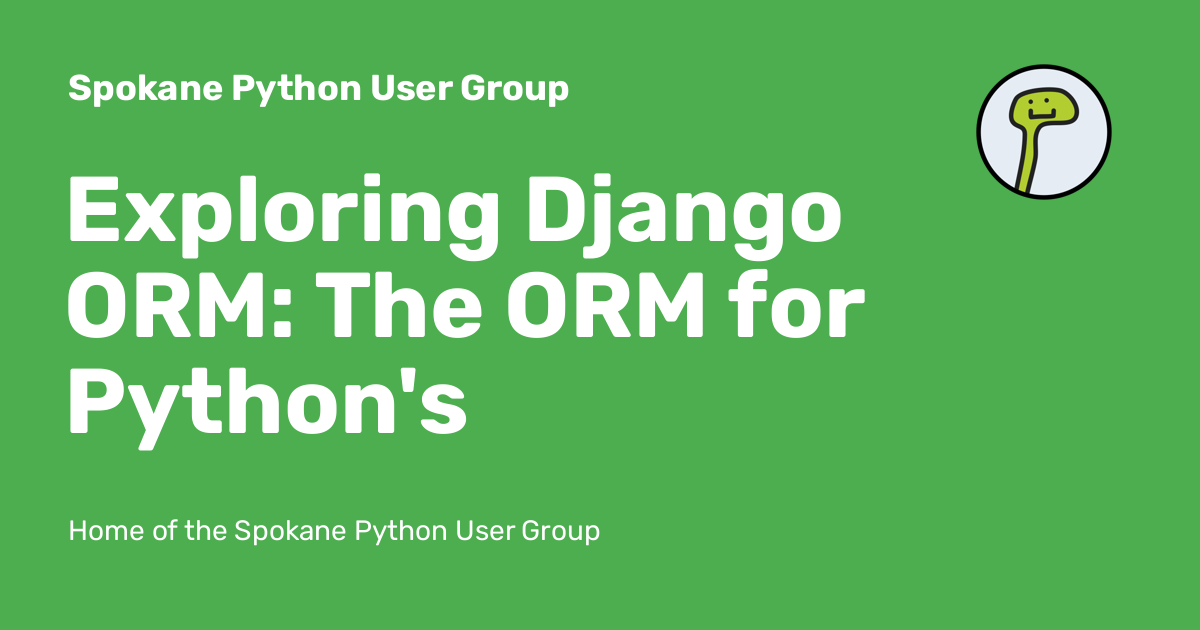 Spokane Python User Group
Exploring Django
ORM: The ORM for
Python's
Home of the Spokane Python User Group